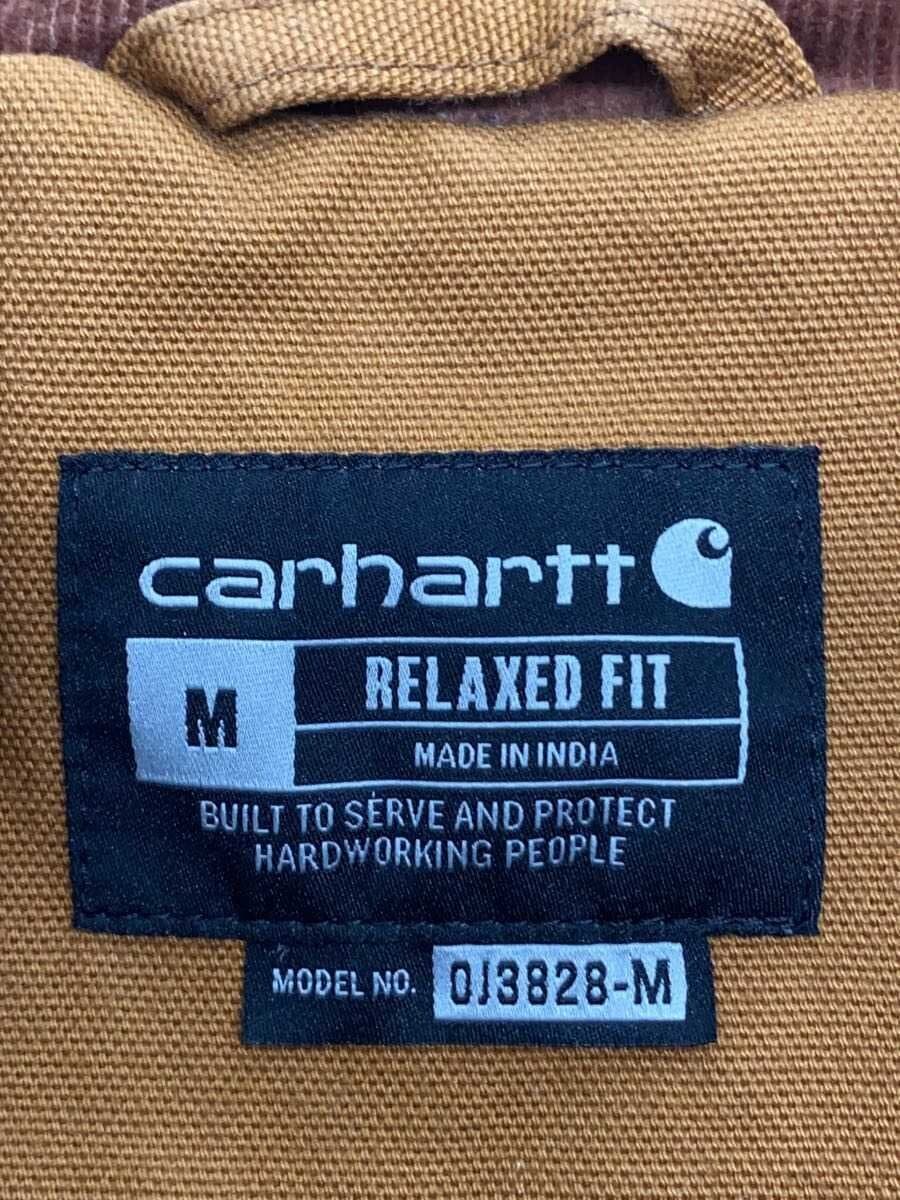 carhartt
M
RELAXED FIT
MADE IN INDIA
BUILT TO SERVE AND PROTECT
HARDWORKING PEOPLE
MODEL NO. OJ3828-M